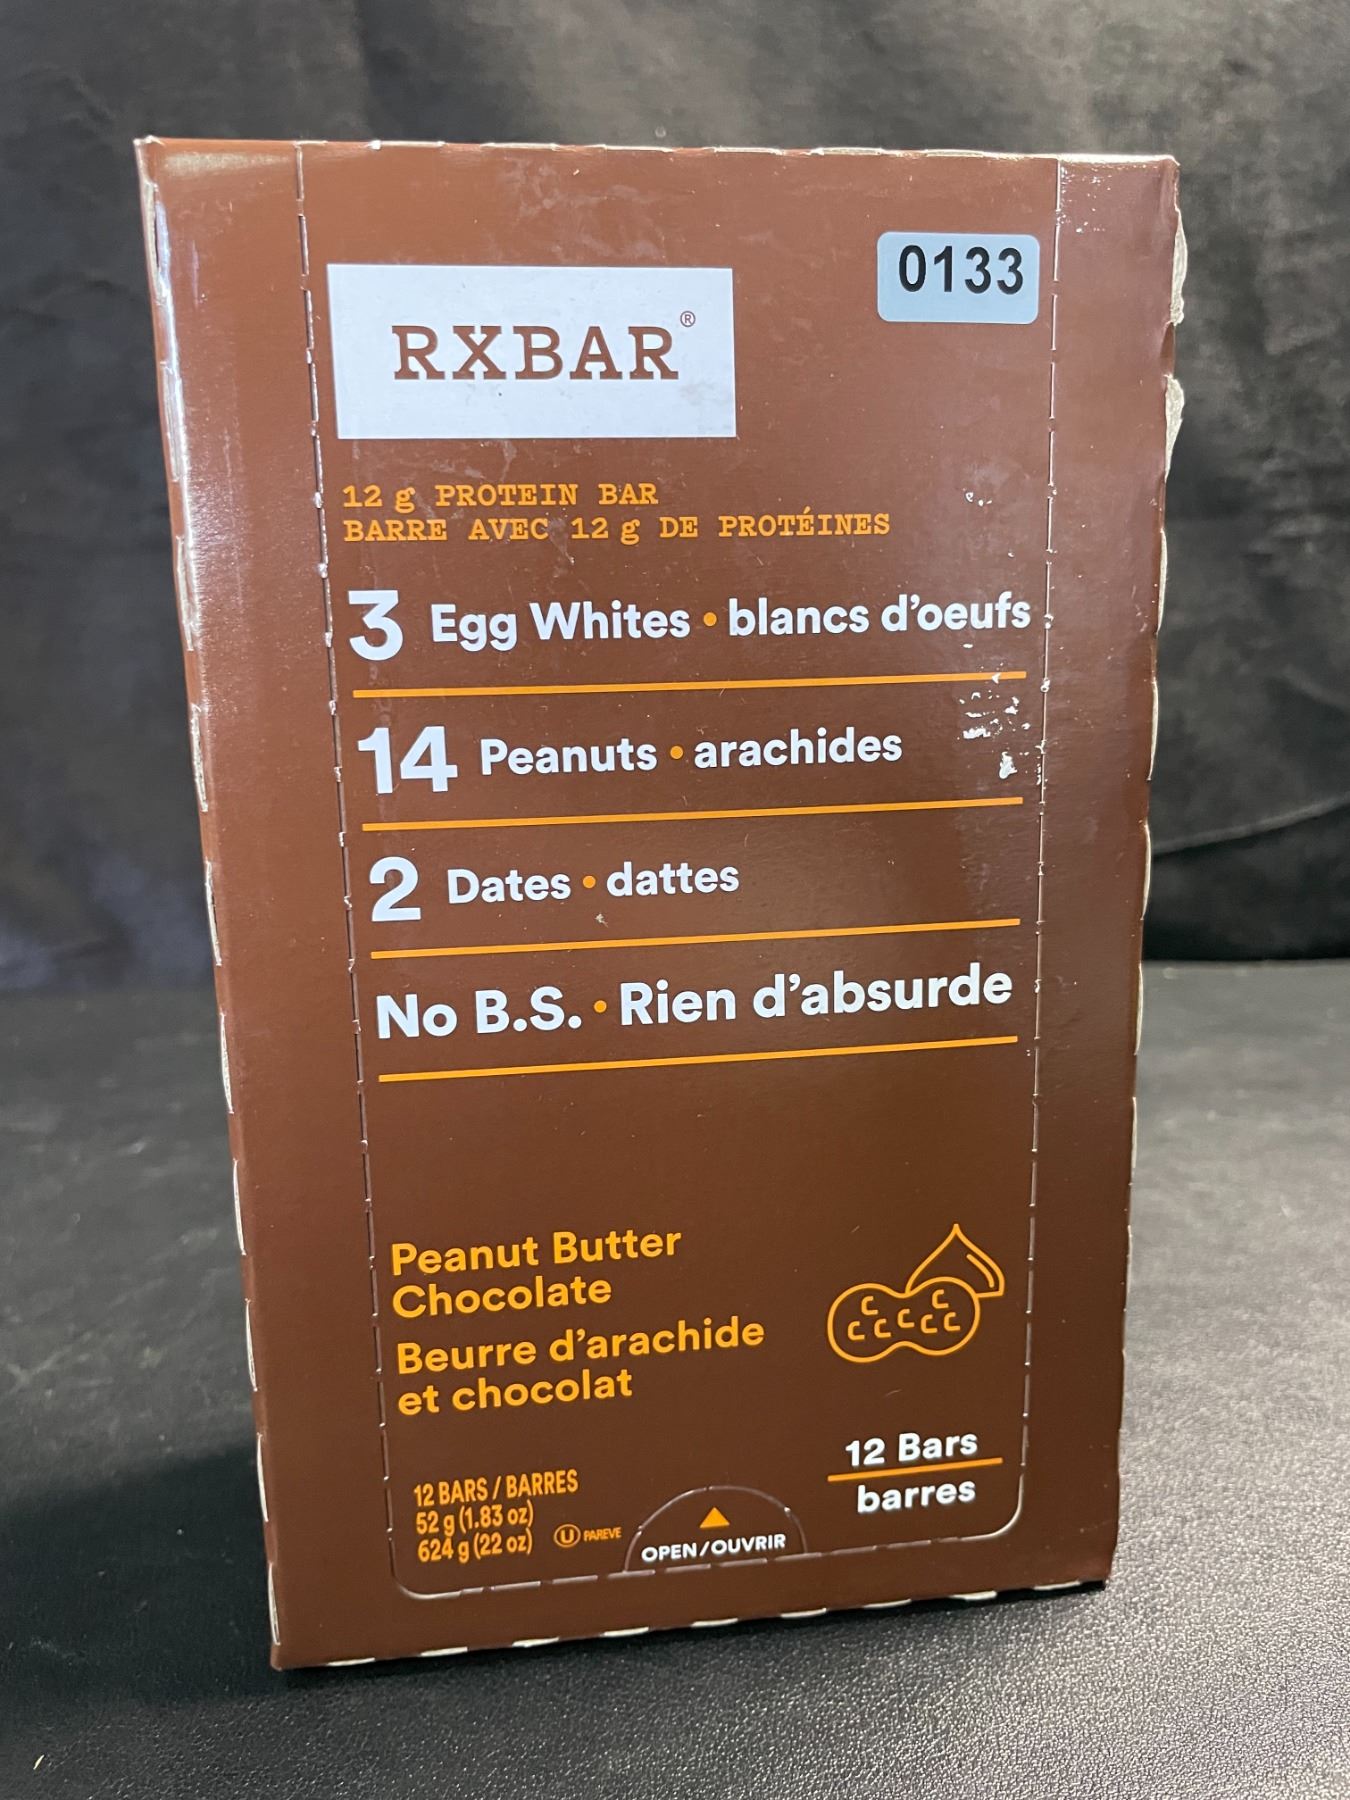 0133
RXBAR®
12 g PROTEIN BAR
BARRE AVEC 12 g DE PROTÉINES
3 Egg Whites • blancs d'oeufs
14 Peanuts • arachides
2 Dates • dattes
No B.S. • Rien d'absurde
Peanut Butter
Chocolate
Beurre d'arachide
et chocolat
C C C C C C C
12 Bars
barres
12 BARS / BARRES
52 g (1.83 oz)
624 g (22 oz)
U PAREVE
OPEN/OUVRIR